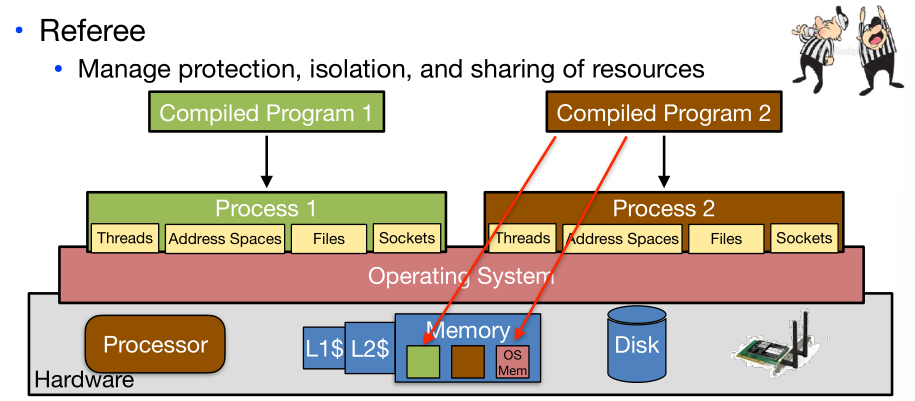 Referee
Manage protection, isolation, and sharing of resources
Compiled Program 1
Compiled Program 2
Process 1
Process 2
Threads
Address Spaces
Files
Sockets
Threads
Address Spaces
Files
Sockets
Operating System
Processor
L1$
L2$
Memory
OS
Mem
Disk
Hardware